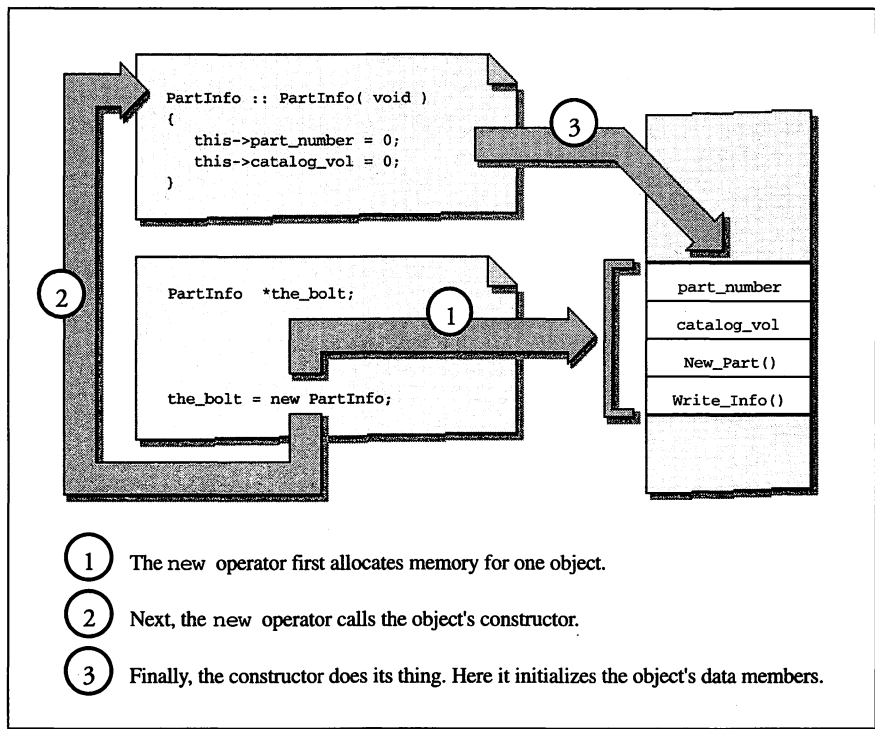 PartInfo :: PartInfo( void )
{
this->part_number = 0;
this->catalog_vol = 0;
}
3
2
PartInfo *the_bolt;
1
the_bolt = new PartInfo;
part_number
catalog_vol
New_Part()
Write_Info()
1 The new operator first allocates memory for one object.
2 Next, the new operator calls the object's constructor.
3 Finally, the constructor does its thing. Here it initializes the object's data members.